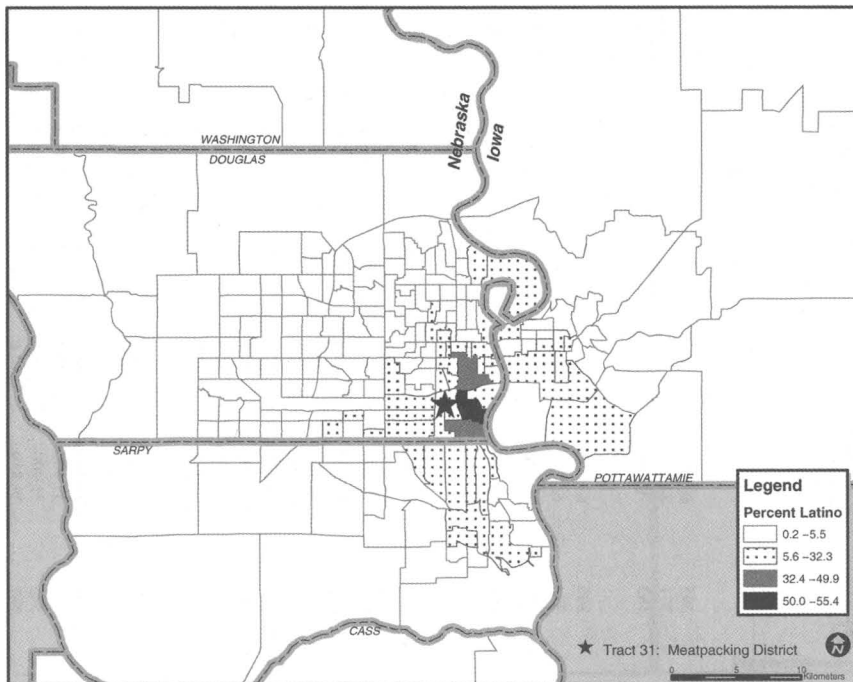 WASHINGTON
DOUGLAS
Nebraska
Iowa
SARPY
POTTAWATTAMIE
CASS
Legend
Percent Latino
0.2 –5.5
5.6 –32.3
32.4 –49.9
50.0 –55.4
★ Tract 31: Meatpacking District
N
0 5 10
Kilometers